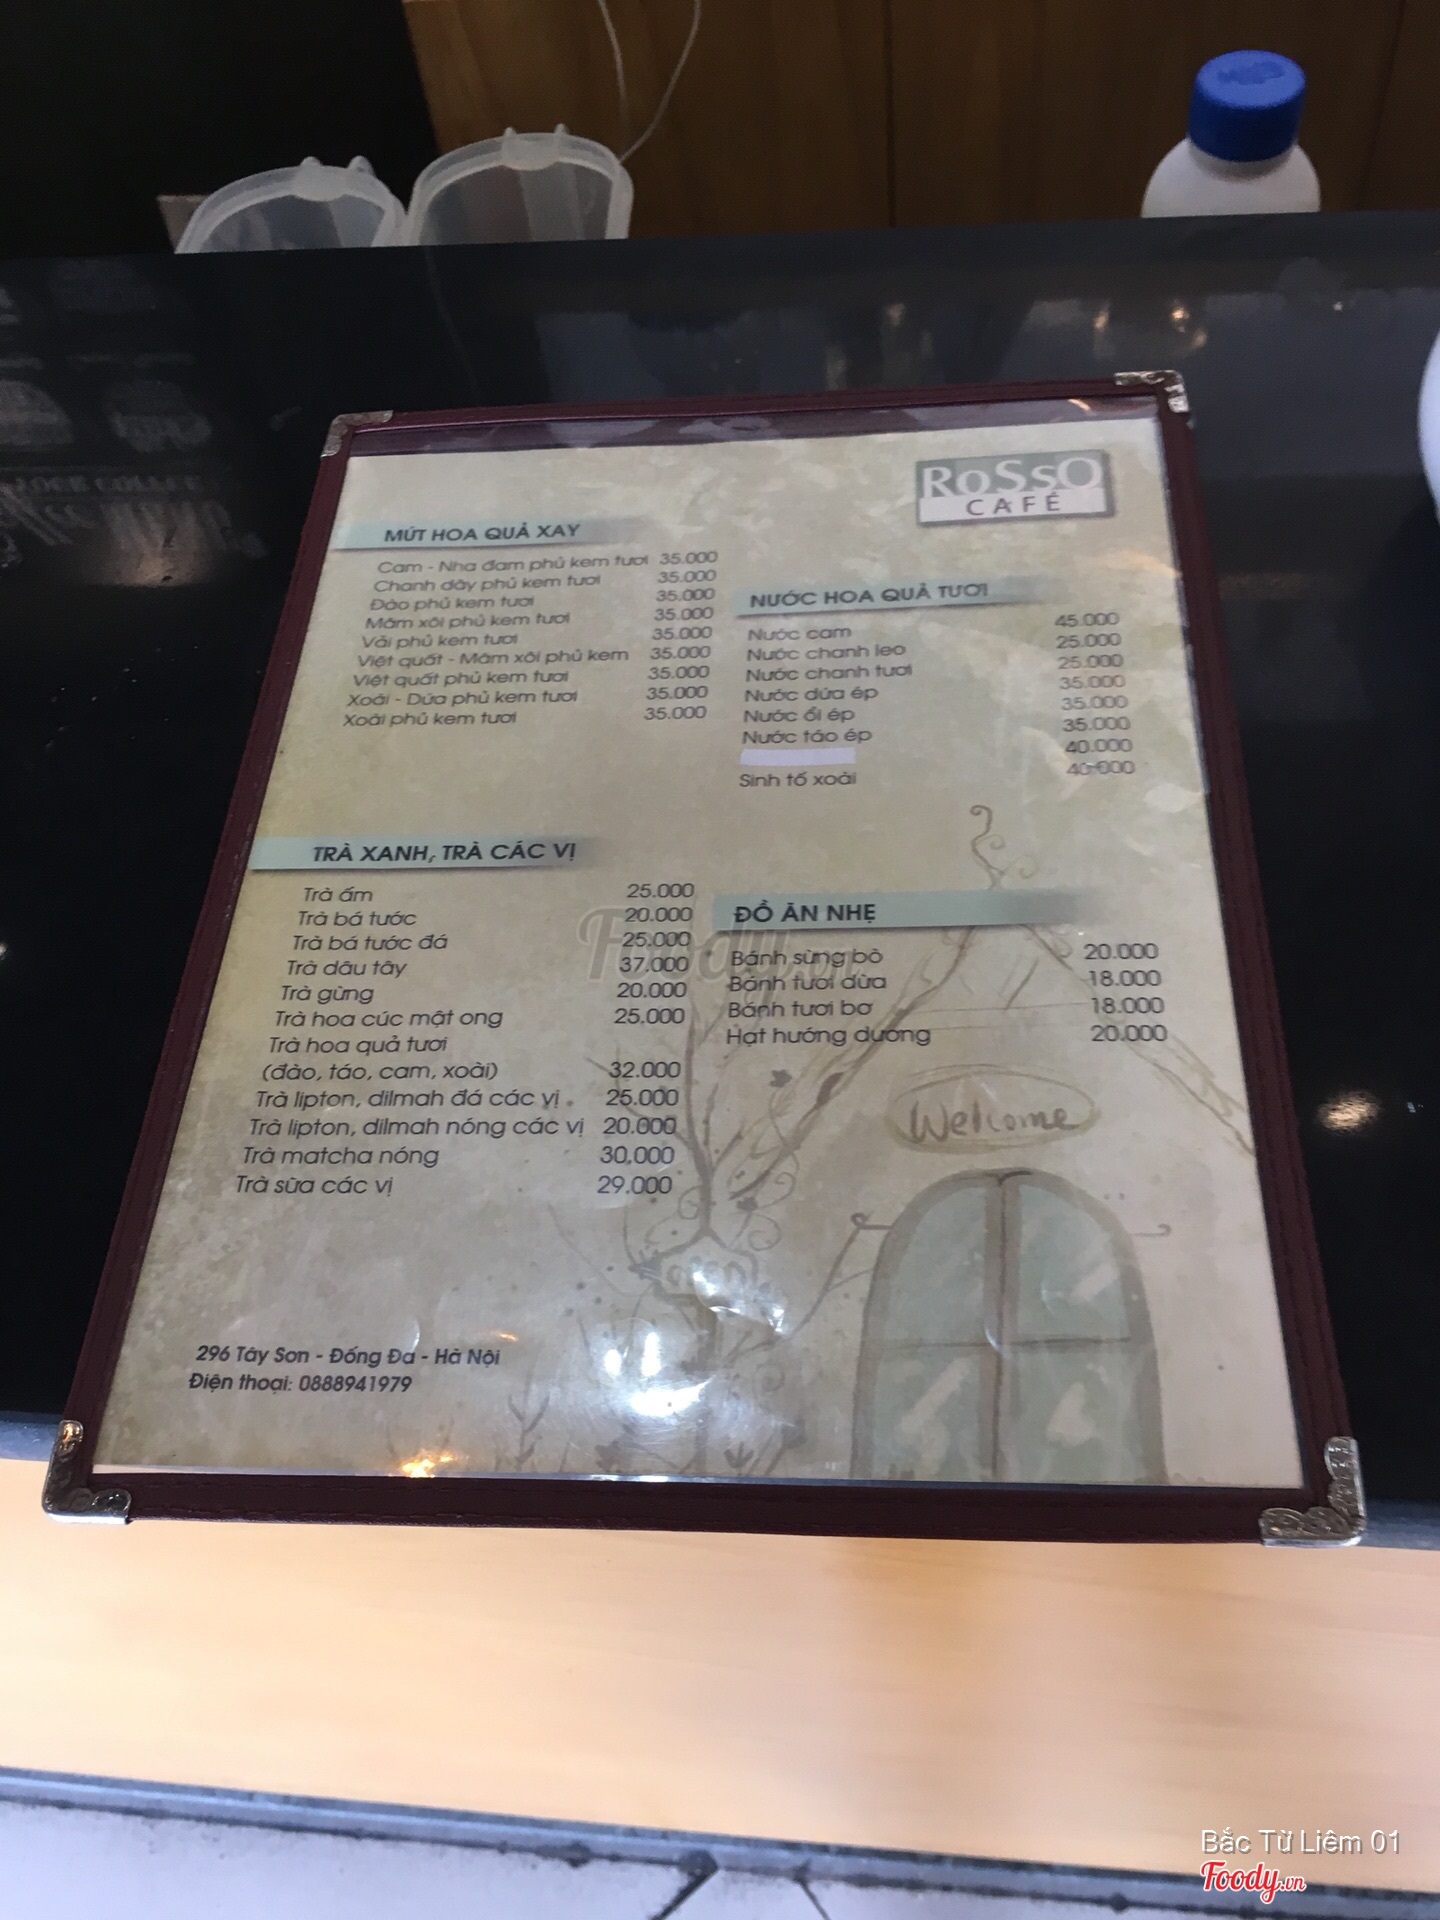 RoSsO
CAFÉ
MÚT HOA QUẢ XAY
Cam - Nha đam phủ kem tươi 35.000
Chanh dây phủ kem tươi 35.000
Đào phủ kem tươi 35.000
Mâm xôi phủ kem tươi 35.000
Vải phủ kem tươi 35.000
Việt quất - Mâm xôi phủ kem 35.000
Việt quất phủ kem tươi 35.000
Xoài - Dứa phủ kem tươi 35.000
Xoài phủ kem tươi 35.000
NƯỚC HOA QUẢ TƯƠI
Nước cam 45.000
Nước chanh leo 25.000
Nước chanh tươi 25.000
Nước dứa ép 35.000
Nước ổi ép 35.000
Nước táo ép 35.000
40.000
Sinh tố xoài 40.000
TRÀ XANH, TRÀ CÁC VỊ
Trà ấm 25.000
Trà bá tước 20.000
Trà bá tước đá 25.000
Trà dâu tây 37.000
Trà gừng 20.000
Trà hoa cúc mật ong 25.000
Trà hoa quả tươi
(đào, táo, cam, xoài) 32.000
Trà lipton, dilmah đá các vị 25.000
Trà lipton, dilmah nóng các vị 20.000
Trà matcha nóng 30.000
Trà sữa các vị 29.000
ĐỒ ĂN NHẸ
Bánh sừng bò 20.000
Bánh tươi dừa 18.000
Bánh tươi bơ 18.000
Hạt hướng dương 20.000
Welcome
296 Tây Sơn - Đống Đa - Hà Nội
Điện thoại: 0888941979
Foody.vn
Bắc Từ Liêm 01
Foody.vn